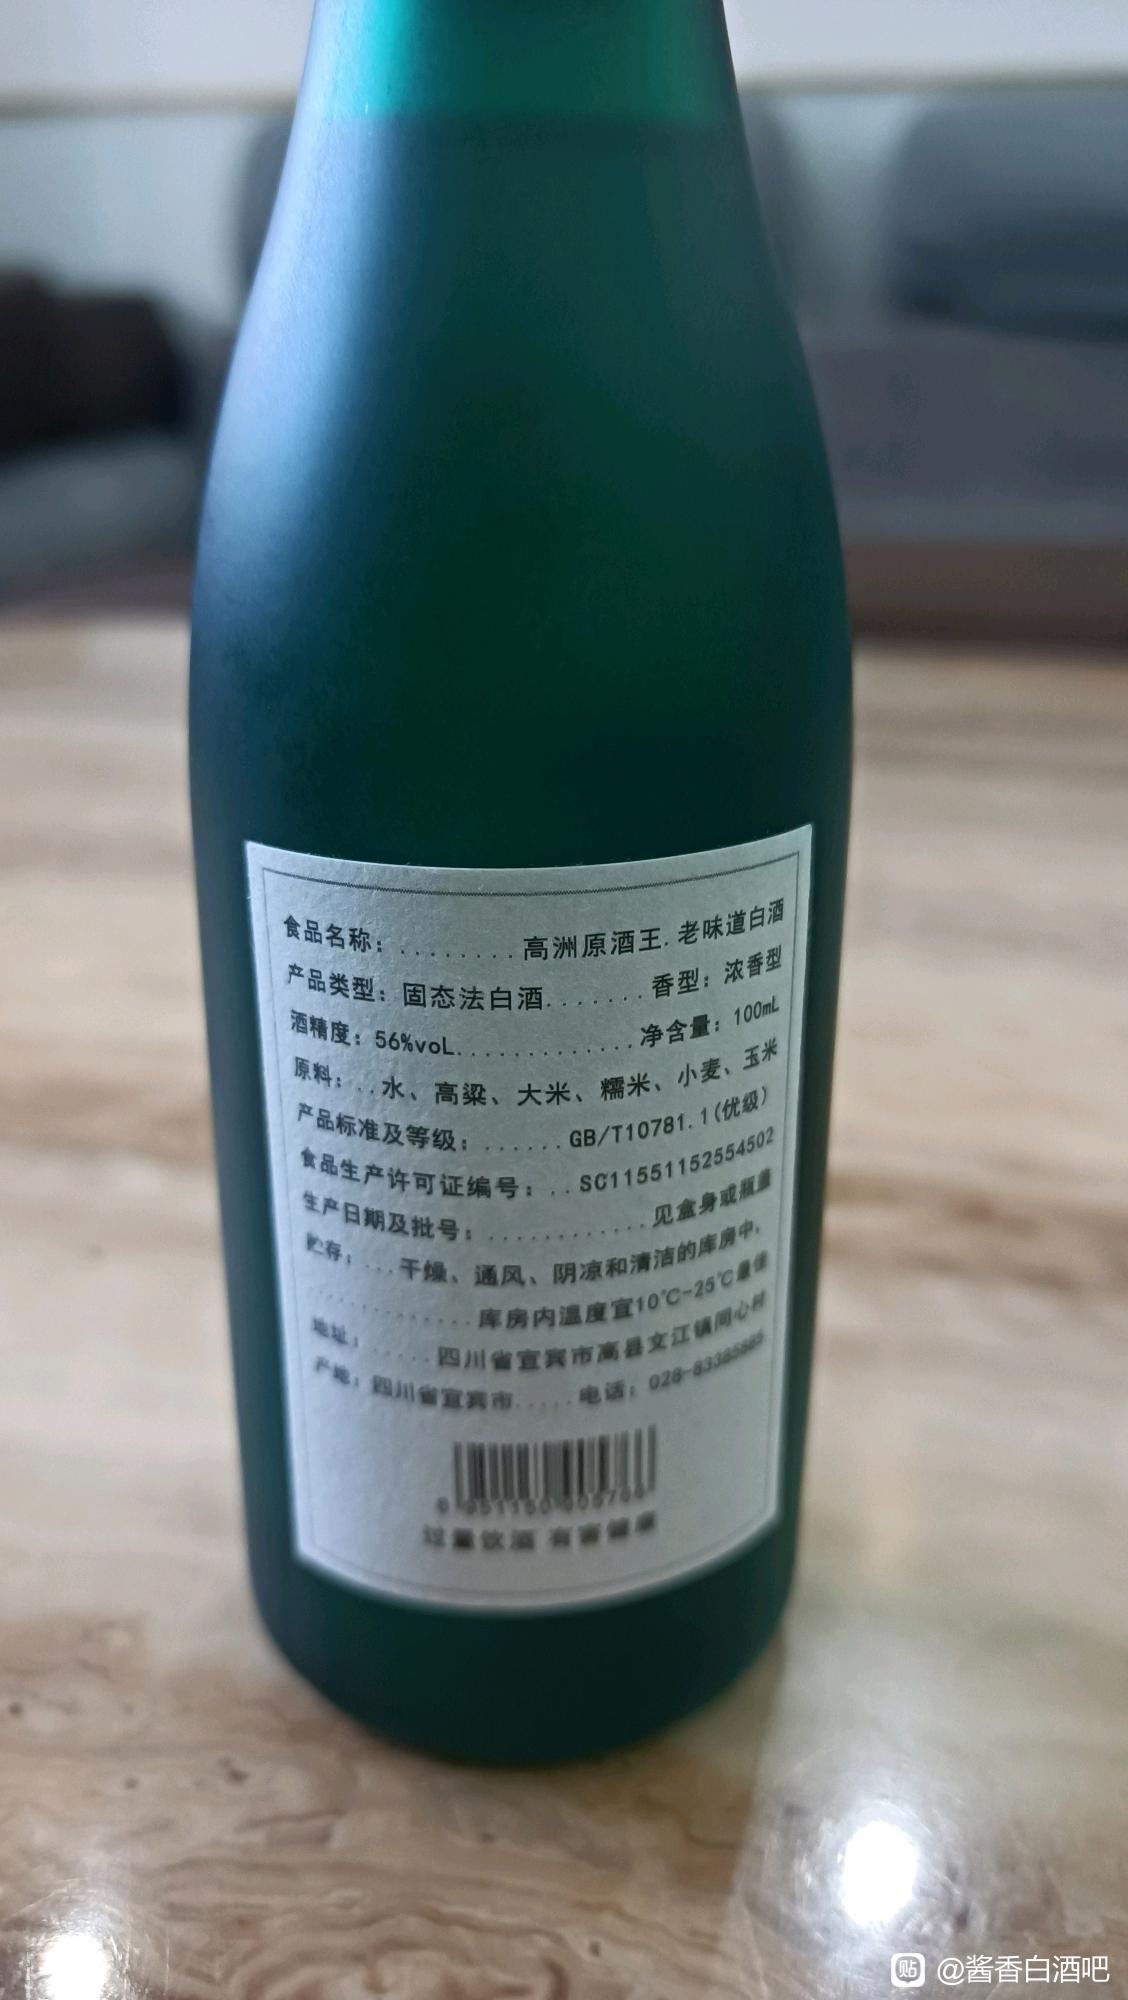 食品名称：........高洲原酒王.老味道白酒
产品类型：固态法白酒.......香型：浓香型
酒精度：56%voL.............净含量：100mL
原料：..水、高粱、大米、糯米、小麦、玉米
产品标准及等级：......GB/T10781.1(优级)
食品生产许可证编号：..SC11551152554502
生产日期及批号：............见盒身或瓶盖
贮存：...干燥、通风、阴凉和清洁的库房中，
............库房内温度宜10℃-25℃最佳
地址：.....四川省宜宾市高县文江镇同心村
产地：四川省宜宾市.....电话：028-
过量饮酒 有害健康
贴 @酱香白酒吧